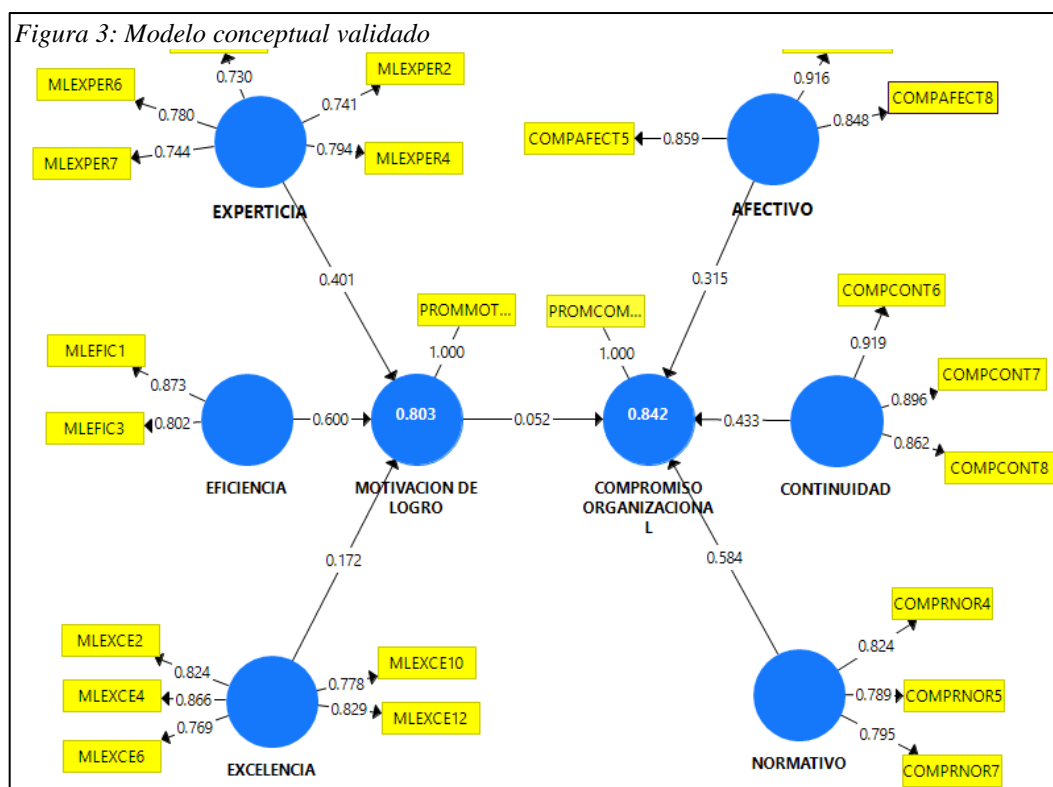 Figura 3: Modelo conceptual validado
0.730
MLEXPER6
MLEXPER2
0.780
0.741
MLEXPER7
0.744
0.794
MLEXPER4
EXPERTICIA
0.916
COMPAFECT8
0.848
COMPAFECT5
0.859
AFECTIVO
0.401
0.315
PROMMOT...
1.000
PROMCOM...
1.000
COMPCONT6
0.919
MLEFIC1
0.873
MLEFIC3
0.802
EFICIENCIA
0.600
0.803
MOTIVACION DE
LOGRO
0.052
0.842
COMPROMISO
ORGANIZACIONA
L
0.433
COMPCONT7
0.896
0.862
COMPCONT8
CONTINUIDAD
0.172
0.584
MLEXCE2
0.824
MLEXCE4
0.866
MLEXCE6
0.769
MLEXCE10
0.778
0.829
MLEXCE12
EXCELENCIA
COMPRNOR4
0.824
0.789
COMPRNOR5
0.795
COMPRNOR7
NORMATIVO